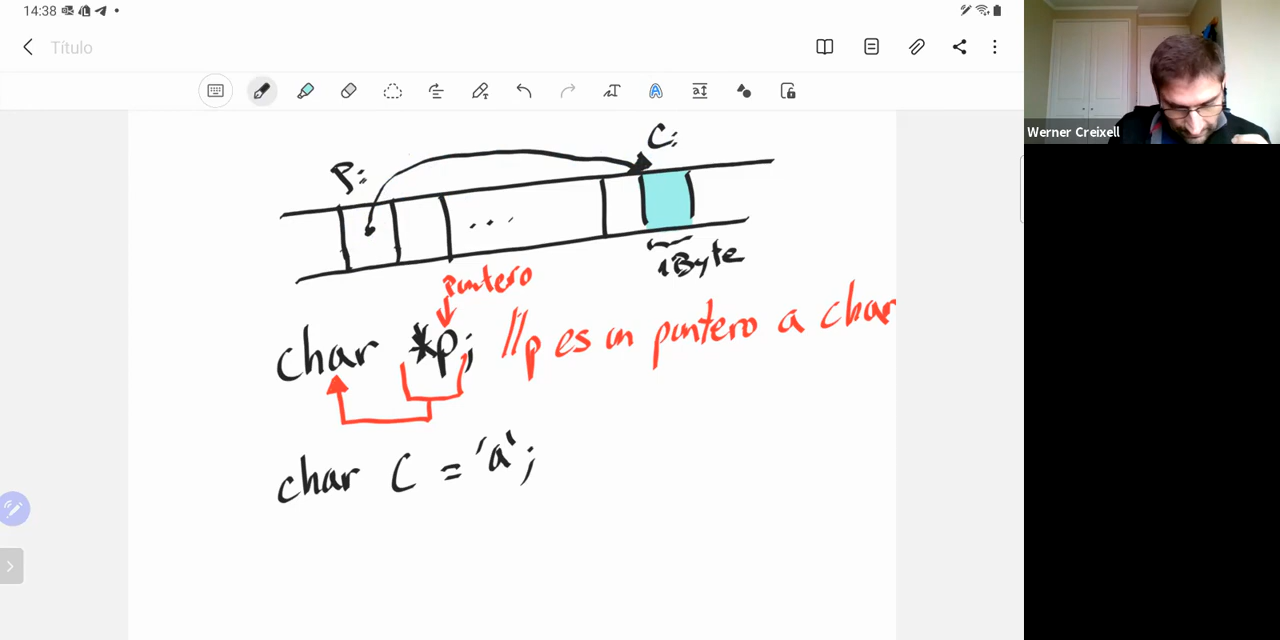 14:38
Título
Werner Creixell
P:
C:
...
1Byte
Puntero
char *p; //p es un puntero a char
char C = 'a';